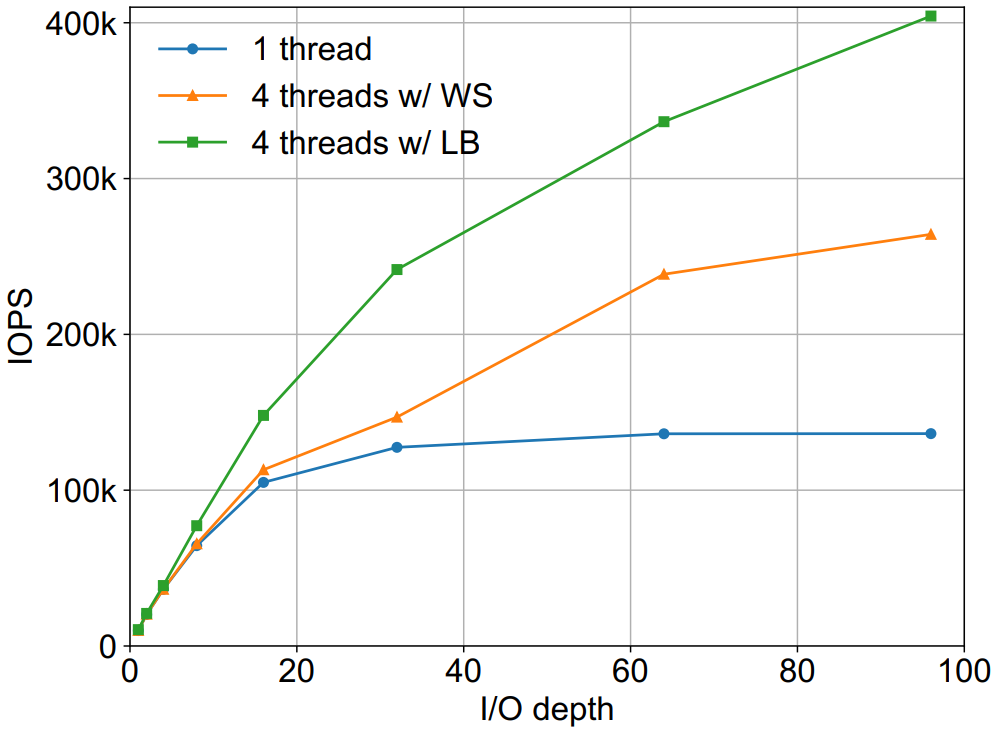 400k
300k
200k
100k
0
IOPS
1 thread
4 threads w/ WS
4 threads w/ LB
0 20 40 60 80 100
I/O depth